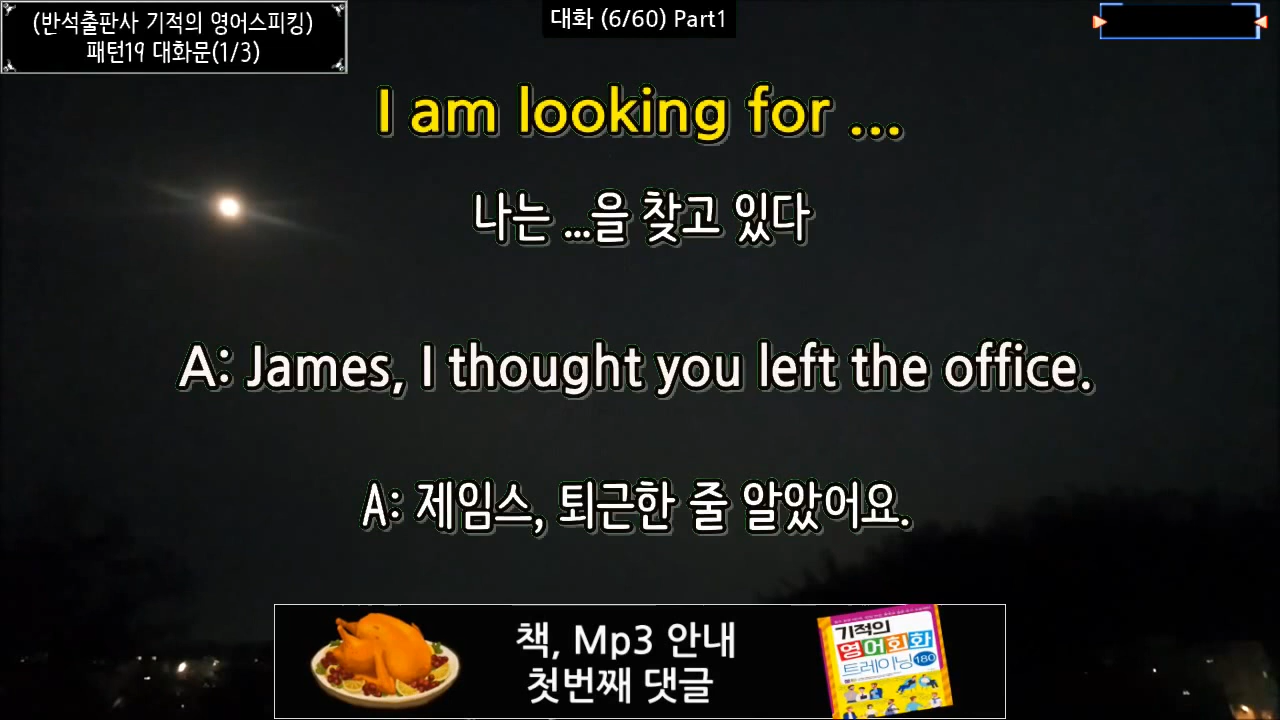 (반석출판사 기적의 영어스피킹)
패턴19 대화문(1/3)
대화 (6/60) Part1
I am looking for ...
나는 ...을 찾고 있다
A: James, I thought you left the office.
A: 제임스, 퇴근한 줄 알았어요.
책, Mp3 안내
첫번째 댓글
기적의
영어회화
트레이닝 180